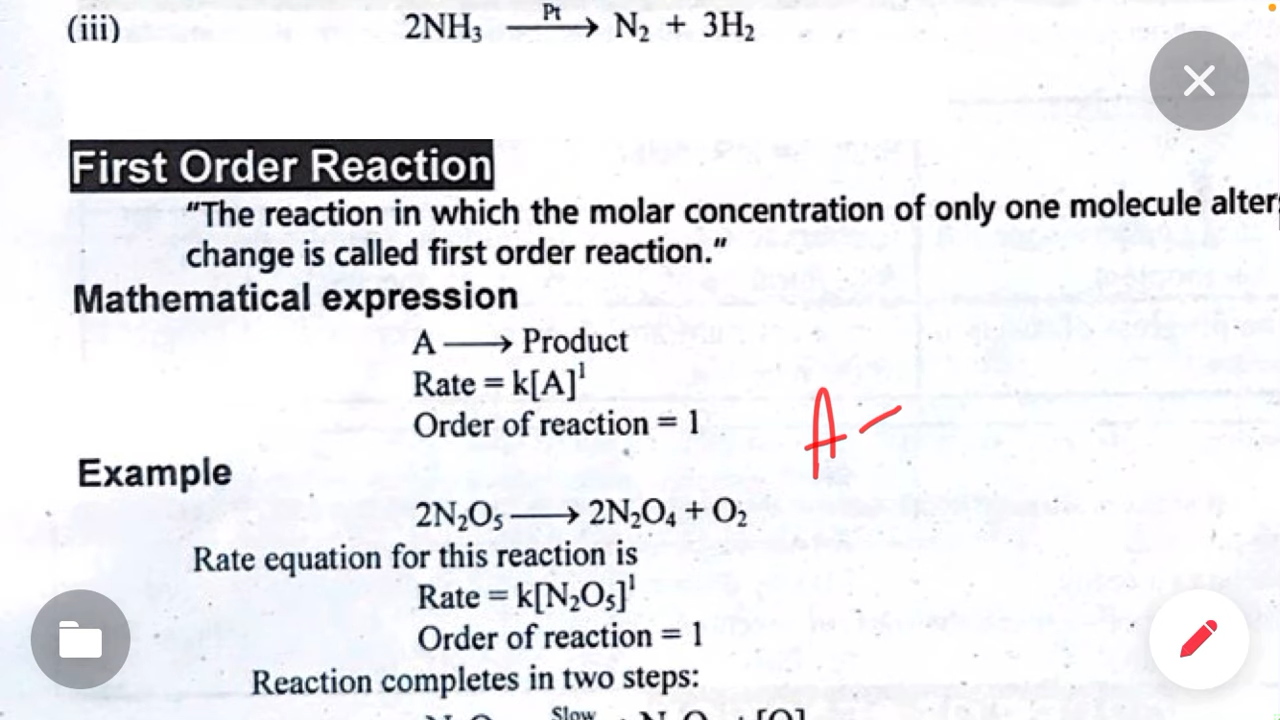 (iii) 2NH₃ —Pt→ N₂ + 3H₂
First Order Reaction
"The reaction in which the molar concentration of only one molecule alter
change is called first order reaction."
Mathematical expression
A ⟶ Product
Rate = k[A]¹
Order of reaction = 1
A –
Example
2N₂O₅ ⟶ 2N₂O₄ + O₂
Rate equation for this reaction is
Rate = k[N₂O₅]¹
Order of reaction = 1
Reaction completes in two steps:
Slow